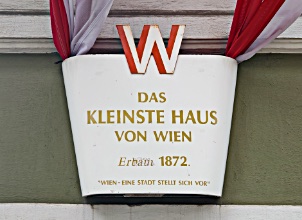 W
DAS
KLEINSTE HAUS
VON WIEN
Erbaut 1872.
"WIEN - EINE STADT STELLT SICH VOR"